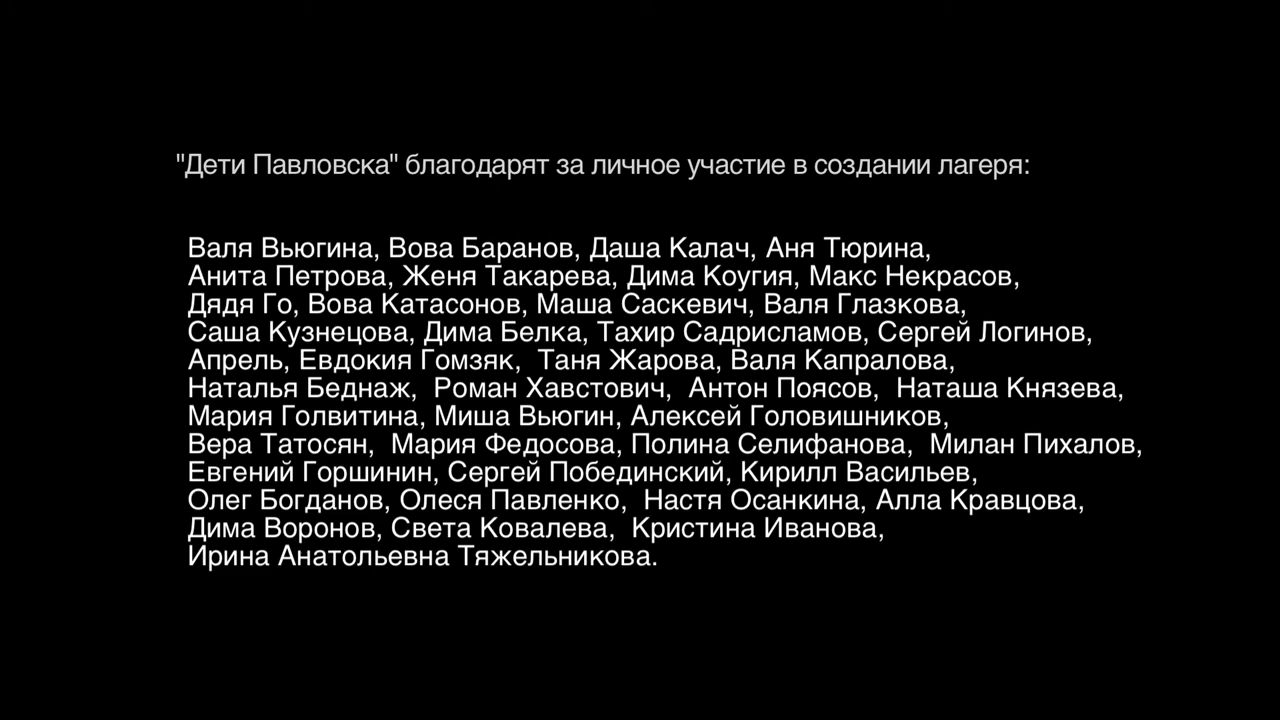 "Дети Павловска" благодарят за личное участие в создании лагеря:
Валя Вьюгина, Вова Баранов, Даша Калач, Аня Тюрина,
Анита Петрова, Женя Такарева, Дима Коугия, Макс Некрасов,
Дядя Го, Вова Катасонов, Маша Саскевич, Валя Глазкова,
Саша Кузнецова, Дима Белка, Тахир Садрисламов, Сергей Логинов,
Апрель, Евдокия Гомзяк, Таня Жарова, Валя Капралова,
Наталья Беднаж, Роман Хавстович, Антон Поясов, Наташа Князева,
Мария Голвитина, Миша Вьюгин, Алексей Головишников,
Вера Татосян, Мария Федосова, Полина Селифанова, Милан Пихалов,
Евгений Горшинин, Сергей Побединский, Кирилл Васильев,
Олег Богданов, Олеся Павленко, Настя Осанкина, Алла Кравцова,
Дима Воронов, Света Ковалева, Кристина Иванова,
Ирина Анатольевна Тяжельникова.